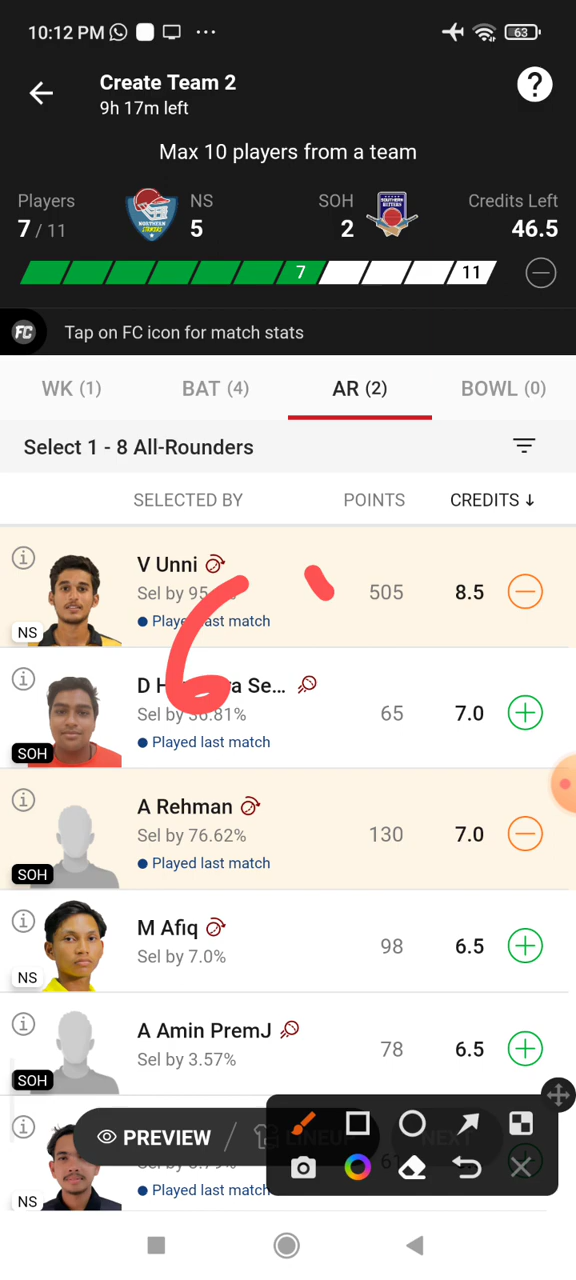 10:12 PM
63
Create Team 2
9h 17m left
?
Max 10 players from a team
Players
7 / 11
NS
5
SOH
2
Credits Left
46.5
7
11
FC
Tap on FC icon for match stats
WK (1)
BAT (4)
AR (2)
BOWL (0)
Select 1 - 8 All-Rounders
SELECTED BY
POINTS
CREDITS ↓
V Unni
Sel by 95
505
8.5
NS
last match
D H a Se...
Sel by 36.81%
65
7.0
SOH
Played last match
A Rehman
Sel by 76.62%
130
7.0
SOH
Played last match
M Afiq
Sel by 7.0%
98
6.5
NS
A Amin PremJ
Sel by 3.57%
78
6.5
SOH
PREVIEW
Played last match
NS